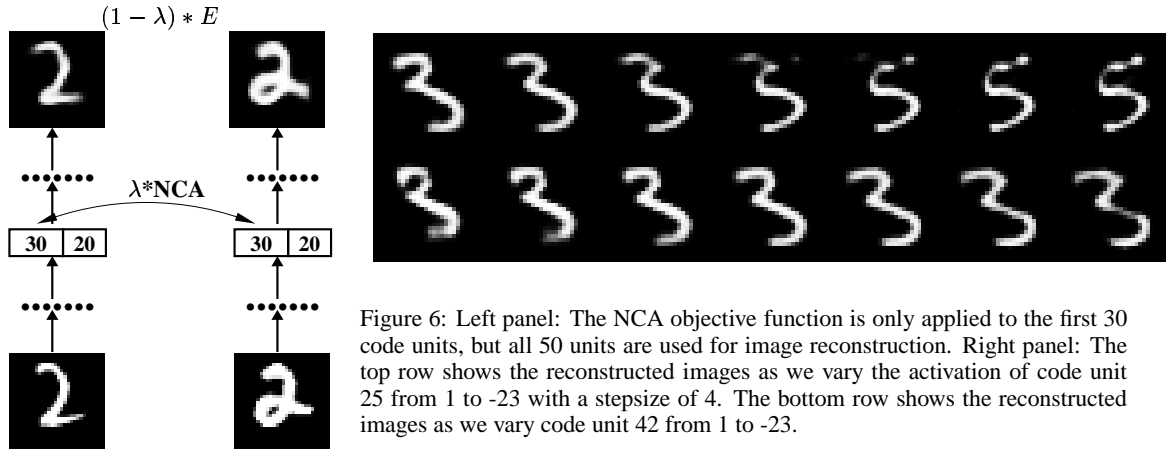 (1 − λ) * E
λ*NCA
30 20
30 20
Figure 6: Left panel: The NCA objective function is only applied to the first 30
code units, but all 50 units are used for image reconstruction. Right panel: The
top row shows the reconstructed images as we vary the activation of code unit
25 from 1 to -23 with a stepsize of 4. The bottom row shows the reconstructed
images as we vary code unit 42 from 1 to -23.